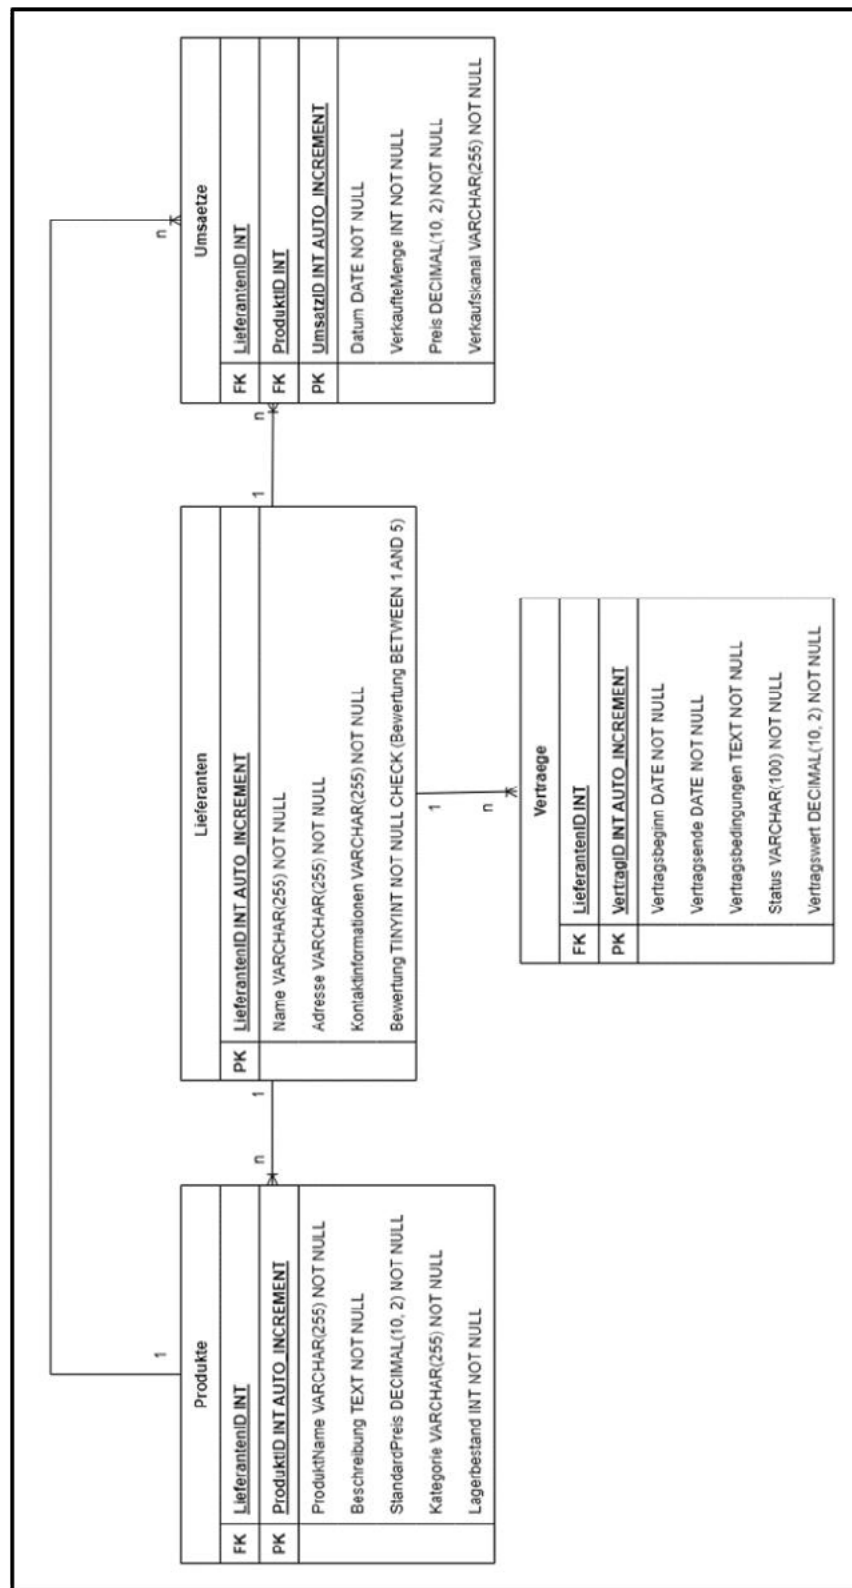 Produkte
FK LieferantenID INT
PK ProduktID INT AUTO_INCREMENT
ProduktName VARCHAR(255) NOT NULL
Beschreibung TEXT NOT NULL
StandardPreis DECIMAL(10, 2) NOT NULL
Kategorie VARCHAR(255) NOT NULL
Lagerbestand INT NOT NULL
1
n
n
1
Lieferanten
PK LieferantenID INT AUTO_INCREMENT
Name VARCHAR(255) NOT NULL
Adresse VARCHAR(255) NOT NULL
Kontaktinformationen VARCHAR(255) NOT NULL
Bewertung TINYINT NOT NULL CHECK (Bewertung BETWEEN 1 AND 5)
1
n
Umsaetze
FK LieferantenID INT
FK ProduktID INT
PK UmsatzID INT AUTO_INCREMENT
Datum DATE NOT NULL
VerkaufteMenge INT NOT NULL
Preis DECIMAL(10, 2) NOT NULL
Verkaufskanal VARCHAR(255) NOT NULL
1
n
Vertraege
FK LieferantenID INT
PK VertragID INT AUTO_INCREMENT
Vertragsbeginn DATE NOT NULL
Vertragsende DATE NOT NULL
Vertragsbedingungen TEXT NOT NULL
Status VARCHAR(100) NOT NULL
Vertragswert DECIMAL(10, 2) NOT NULL